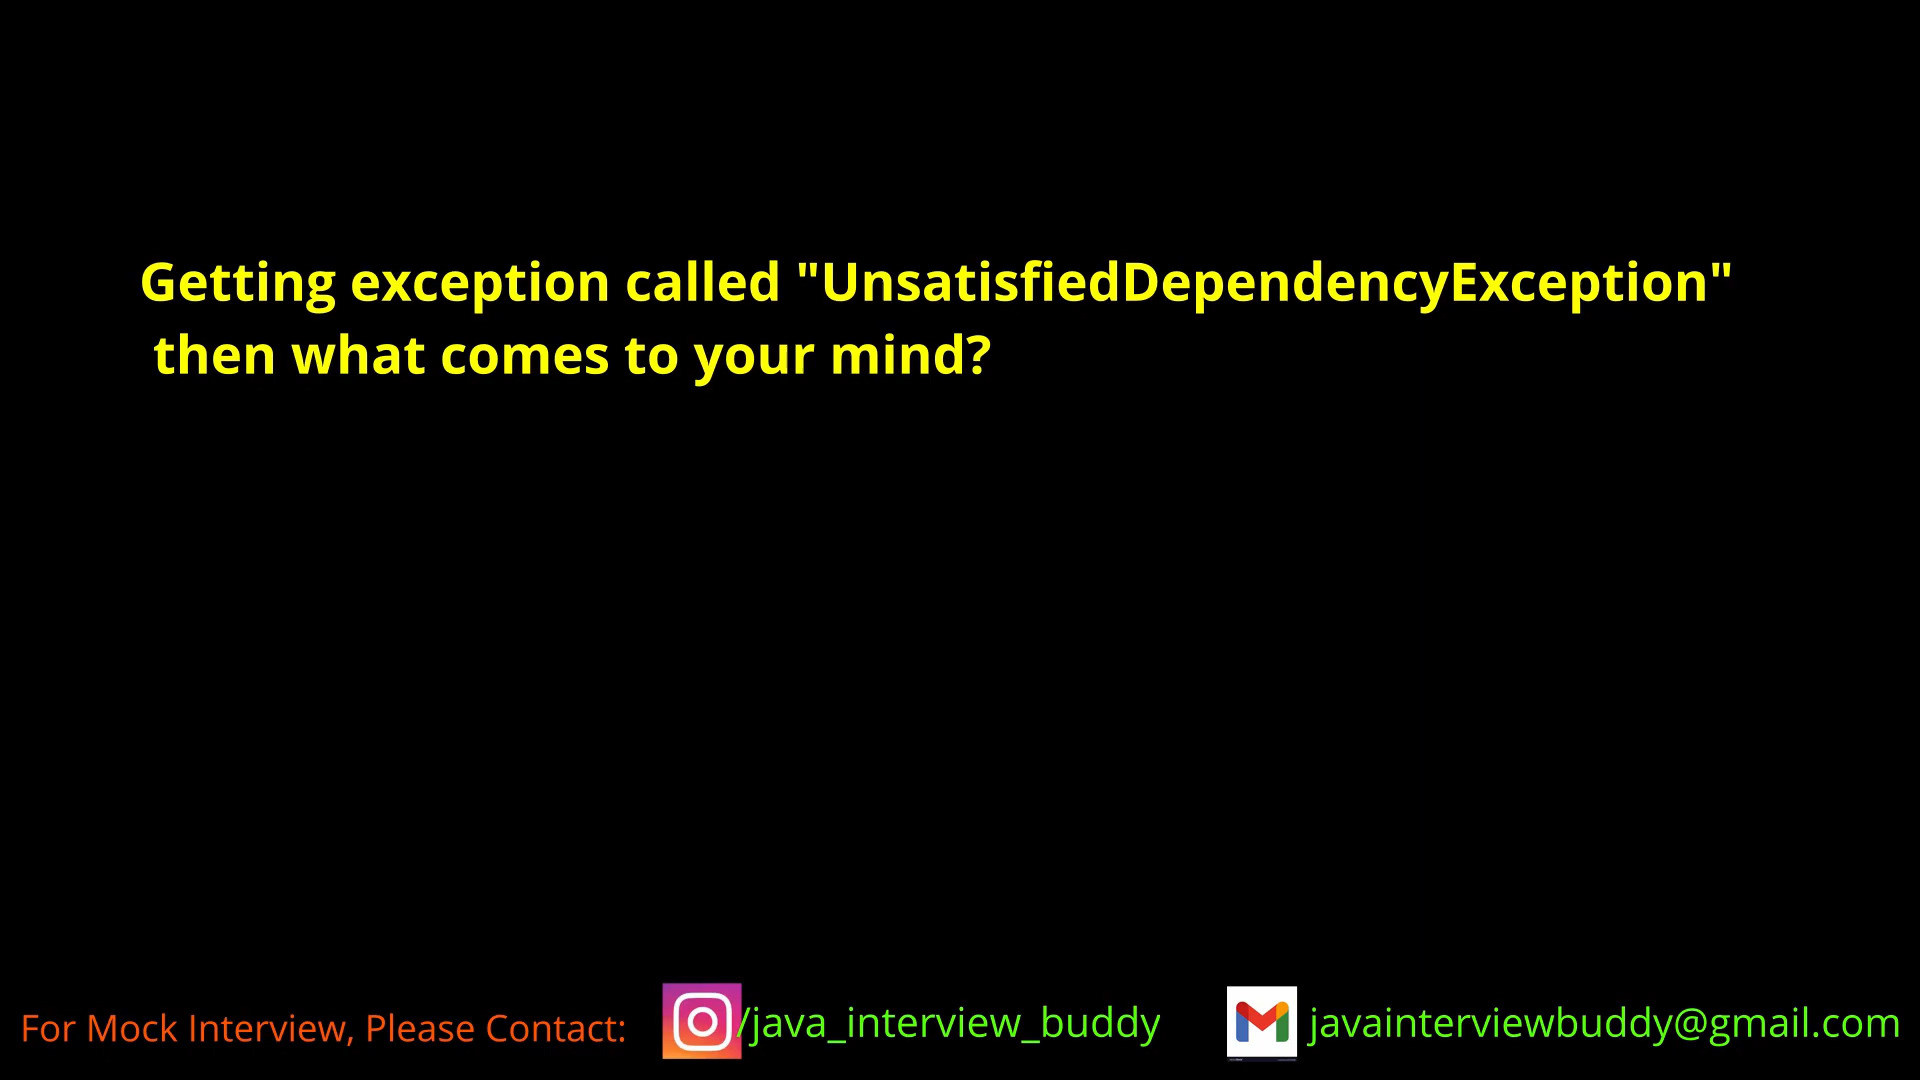 Getting exception called "UnsatisfiedDependencyException"
then what comes to your mind?
For Mock Interview, Please Contact: /java_interview_buddy javainterviewbuddy@gmail.com